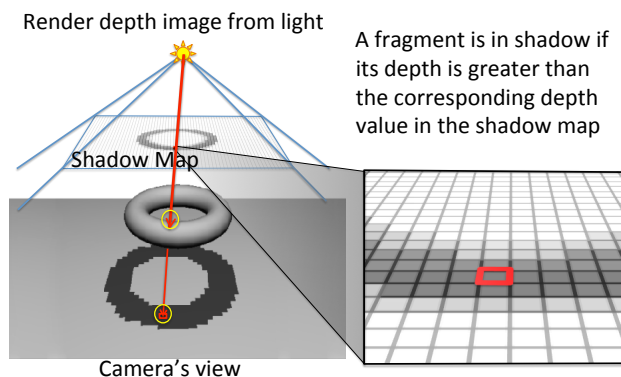 Render depth image from light
A fragment is in shadow if
its depth is greater than
the corresponding depth
value in the shadow map
Shadow Map
Camera’s view